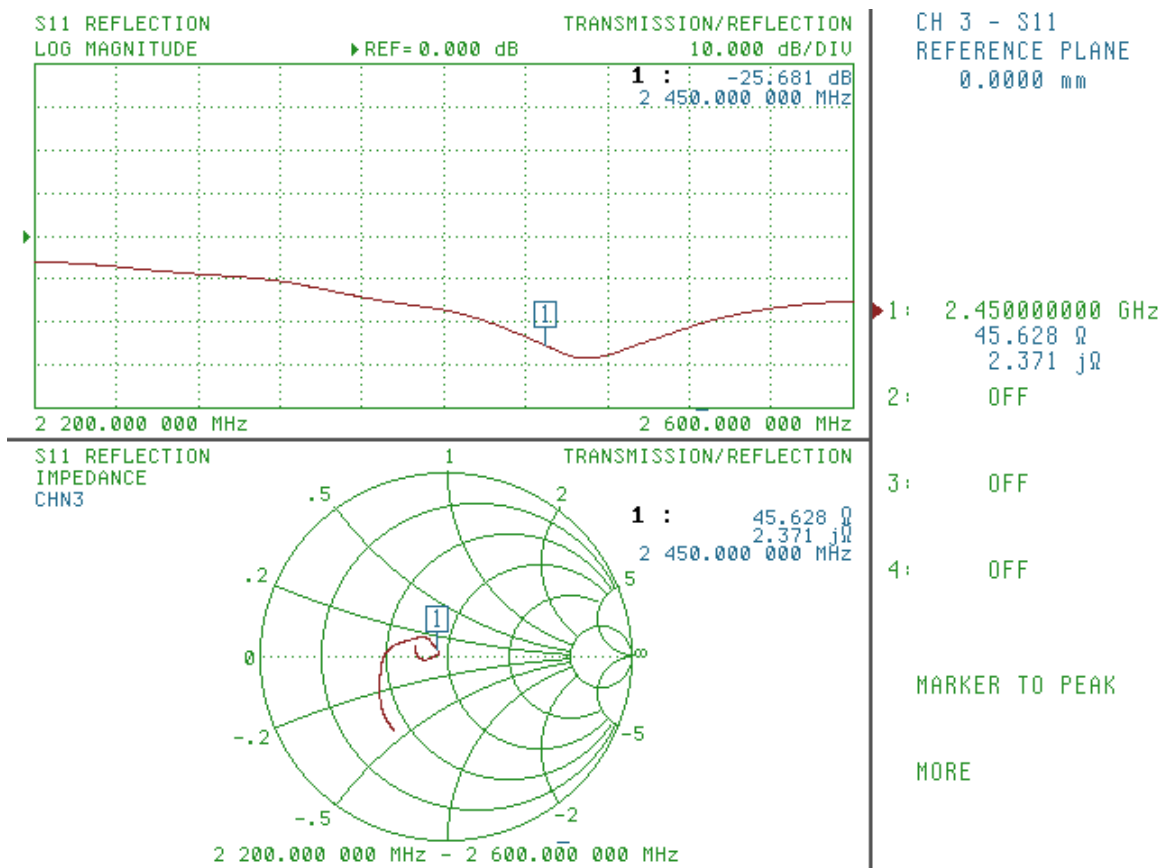 S11 REFLECTION TRANSMISSION/REFLECTION
LOG MAGNITUDE ▶REF= 0.000 dB 10.000 dB/DIV
1 : -25.681 dB
2 450.000 000 MHz
1
2 200.000 000 MHz 2 600.000 000 MHz
S11 REFLECTION TRANSMISSION/REFLECTION
IMPEDANCE
CHN3
1 : 45.628 Ω
2.371 jΩ
2 450.000 000 MHz
1
.5
2
.2
5
1
0
∞
-.2
-5
-.5
-2
2 200.000 000 MHz - 2 600.000 000 MHz
CH 3 - S11
REFERENCE PLANE
0.0000 mm
1: 2.450000000 GHz
45.628 Ω
2.371 jΩ
2: OFF
3: OFF
4: OFF
MARKER TO PEAK
MORE